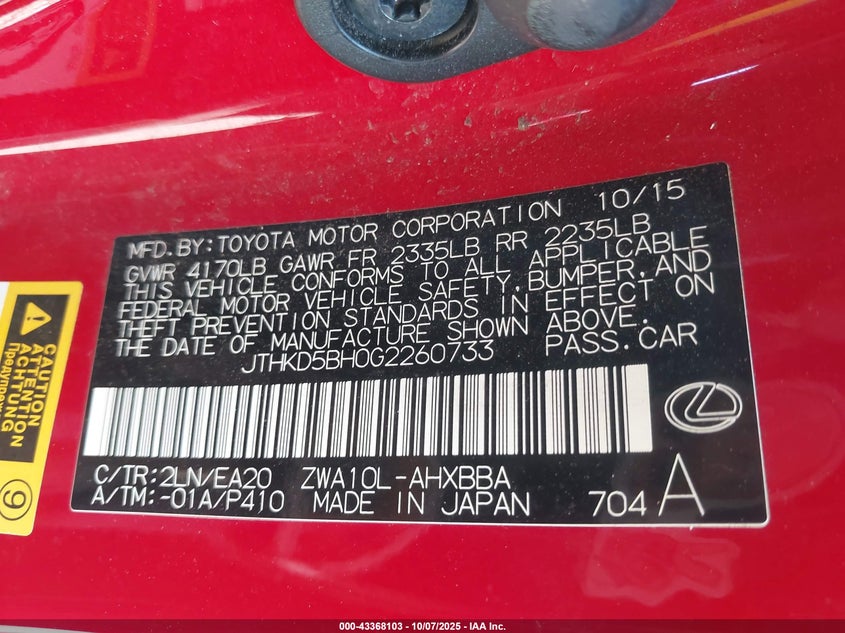 MFD.BY:TOYOTA MOTOR CORPORATION 10/15
GVWR 4170LB GAWR FR 2335LB RR 2235LB
THIS VEHICLE CONFORMS TO ALL APPLICABLE
FEDERAL MOTOR VEHICLE SAFETY,BUMPER,AND
THEFT PREVENTION STANDARDS IN EFFECT ON
THE DATE OF MANUFACTURE SHOWN ABOVE.
JTHKD5BH0G2260733 PASS.CAR
C/TR:2LN/EA20 ZWA10L-AHXBBA
A/TM:-01A/P410 MADE IN JAPAN 704 A
CAUTION
ATTENTION
ACHTUNG
9
000-43368103 - 10/07/2025 - IAA Inc.